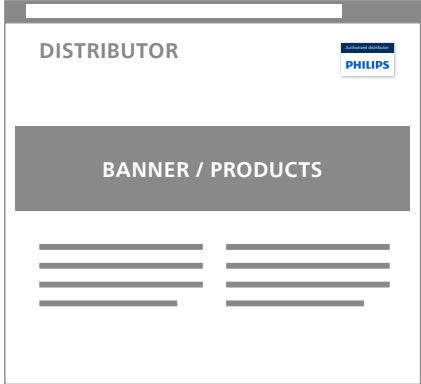 DISTRIBUTOR
Authorized distributor
PHILIPS
BANNER / PRODUCTS